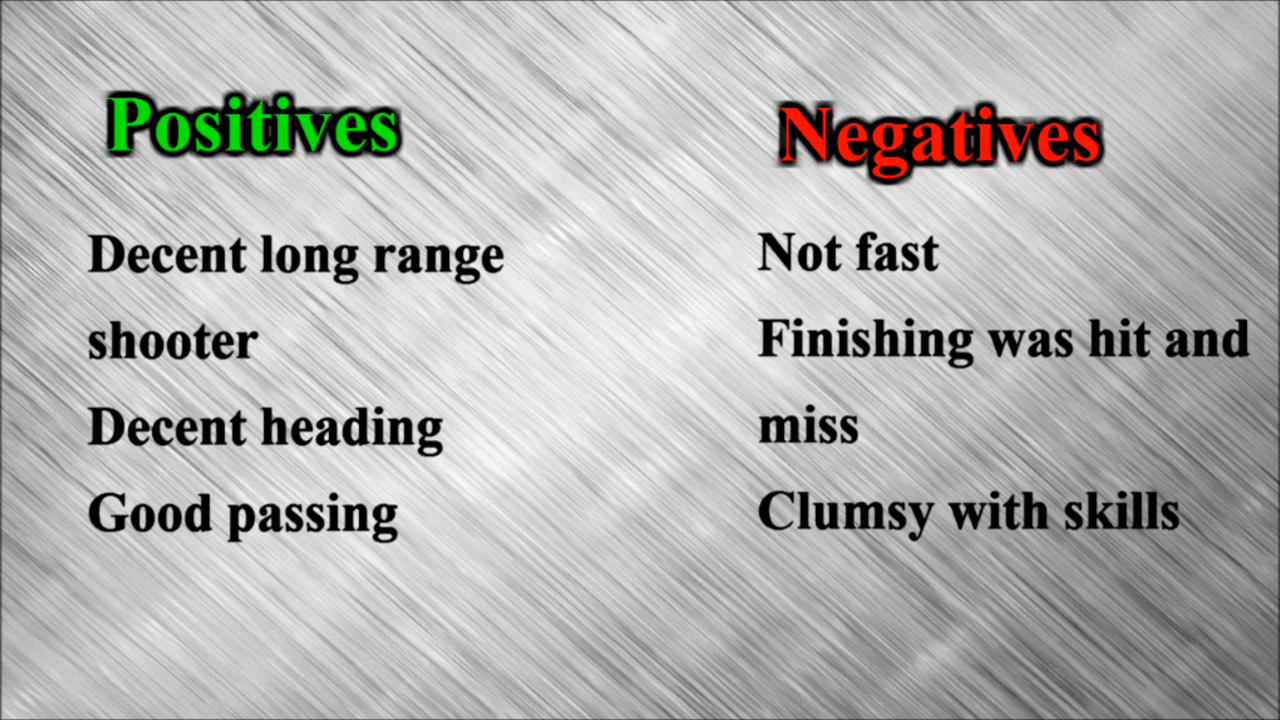 Positives
Decent long range
shooter
Decent heading
Good passing
Negatives
Not fast
Finishing was hit and
miss
Clumsy with skills